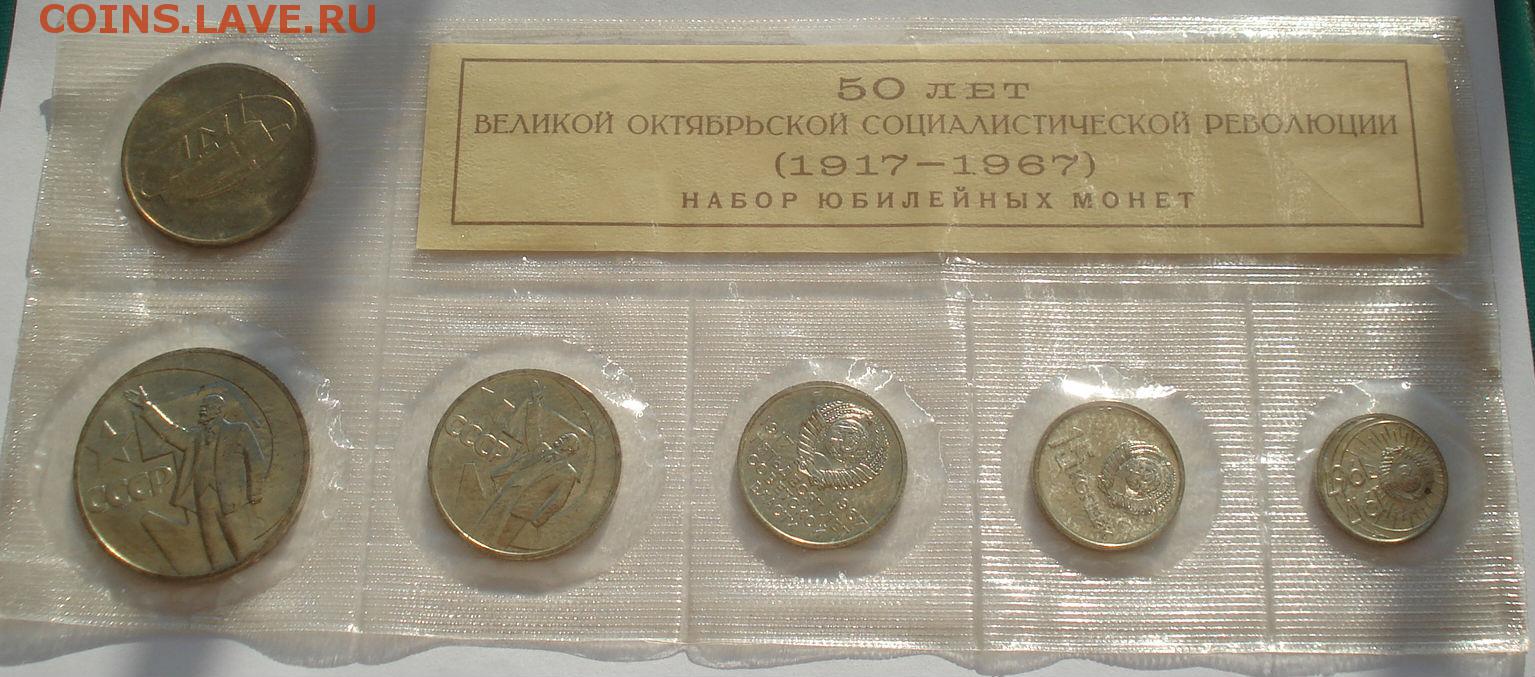 COINS.LAVE.RU
50 ЛЕТ
ВЕЛИКОЙ ОКТЯБРЬСКОЙ СОЦИАЛИСТИЧЕСКОЙ РЕВОЛЮЦИИ
(1917—1967)
НАБОР ЮБИЛЕЙНЫХ МОНЕТ
СССР
СССР